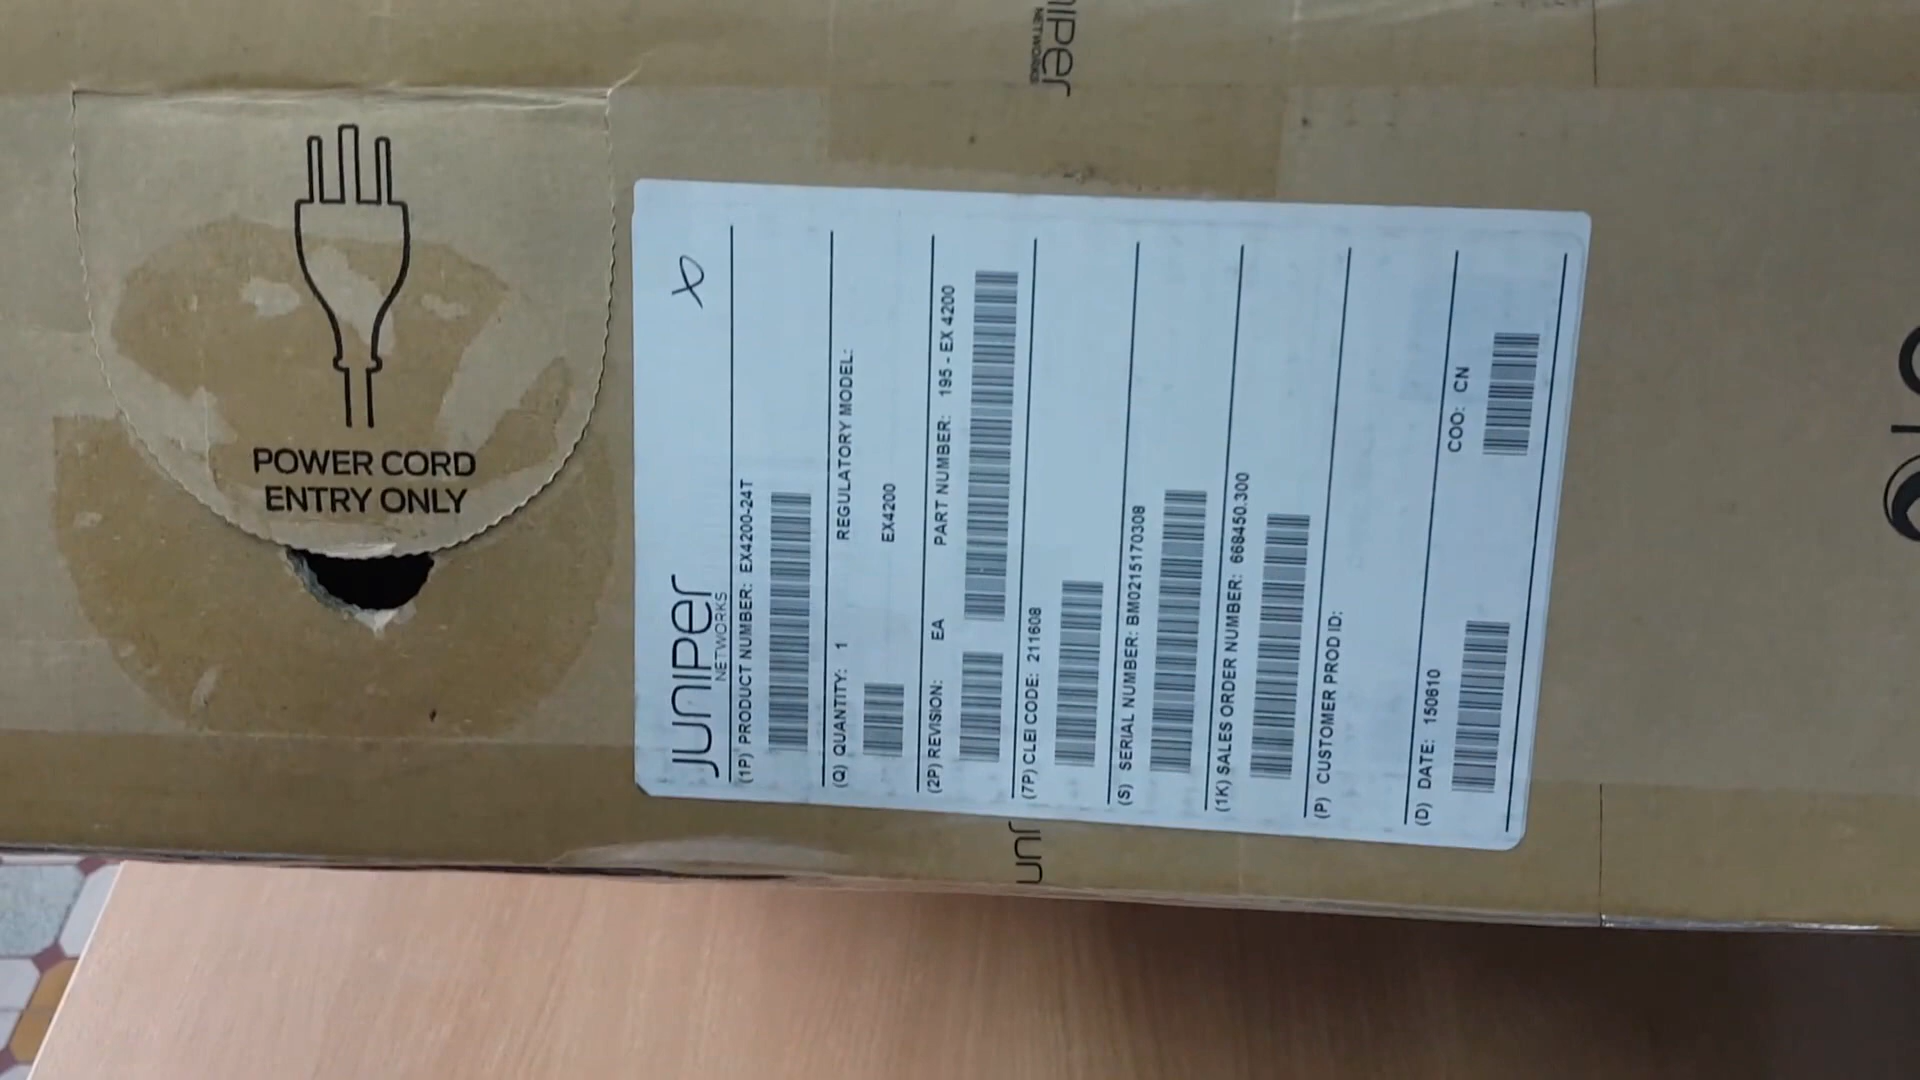 POWER CORD
ENTRY ONLY
JUNIPER
NETWORKS
(1P) PRODUCT NUMBER: EX4200-24T
(Q) QUANTITY: 1 REGULATORY MODEL:
EX4200
(2P) REVISION: EA PART NUMBER: 195 - EX 4200
(7P) CLEI CODE: 211608
(S) SERIAL NUMBER: BM0215170308
(1K) SALES ORDER NUMBER: 668450.300
(P) CUSTOMER PROD ID:
(D) DATE: 150610 COO: CN
Juniper
NETWORKS